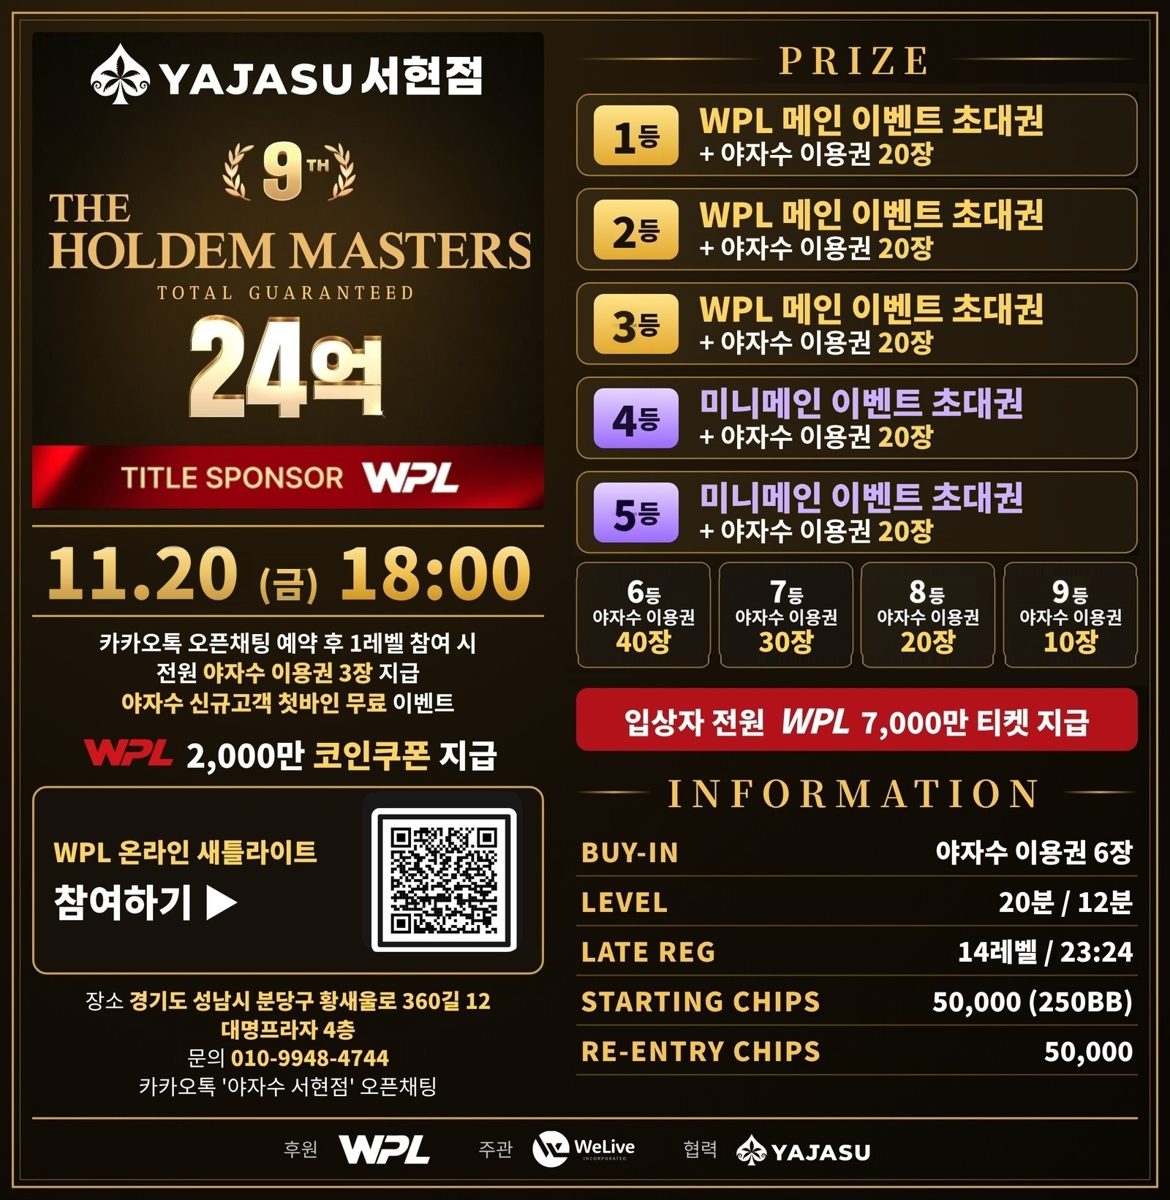 YAJASU 서현점
9TH
THE
HOLDEM MASTERS
TOTAL GUARANTEED
24억
TITLE SPONSOR WPL
11.20 (금) 18:00
카카오톡 오픈채팅 예약 후 1레벨 참여 시
전원 야자수 이용권 3장 지급
야자수 신규고객 첫바인 무료 이벤트
WPL 2,000만 코인쿠폰 지급
WPL 온라인 새틀라이트
참여하기 ▶
장소 경기도 성남시 분당구 황새울로 360길 12
대명프라자 4층
문의 010-9948-4744
카카오톡 '야자수 서현점' 오픈채팅
PRIZE
1등
WPL 메인 이벤트 초대권
+ 야자수 이용권 20장
2등
WPL 메인 이벤트 초대권
+ 야자수 이용권 20장
3등
WPL 메인 이벤트 초대권
+ 야자수 이용권 20장
4등
미니메인 이벤트 초대권
+ 야자수 이용권 20장
5등
미니메인 이벤트 초대권
+ 야자수 이용권 20장
6등
야자수 이용권
40장
7등
야자수 이용권
30장
8등
야자수 이용권
20장
9등
야자수 이용권
10장
입상자 전원 WPL 7,000만 티켓 지급
INFORMATION
BUY-IN 야자수 이용권 6장
LEVEL 20분 / 12분
LATE REG 14레벨 / 23:24
STARTING CHIPS 50,000 (250BB)
RE-ENTRY CHIPS 50,000
후원 WPL 주관 WeLive INCORPORATED 협력 YAJASU